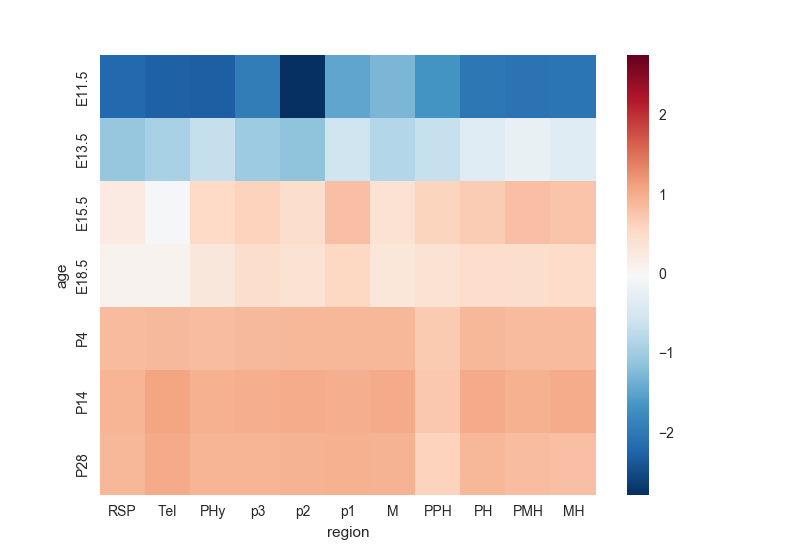 age
E11.5
E13.5
E15.5
E18.5
P4
P14
P28
RSP Tel PHy p3 p2 p1 M PPH PH PMH MH
region
2
1
0
−1
−2